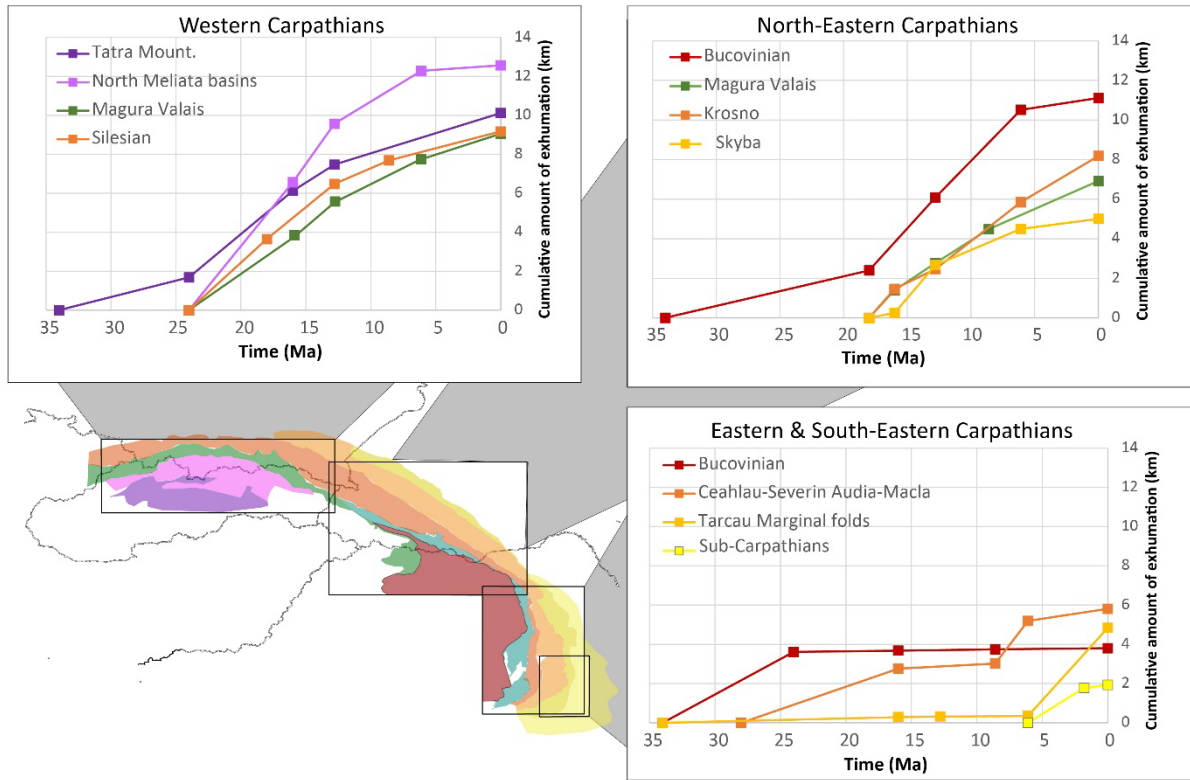 Western Carpathians
Tatra Mount.
North Meliata basins
Magura Valais
Silesian
14
12
10
8
6
4
2
0
Cumulative amount of exhumation (km)
35 30 25 20 15 10 5 0
Time (Ma)
North-Eastern Carpathians
Bucovinian
Magura Valais
Krosno
Skyba
14
12
10
8
6
4
2
0
Cumulative amount of exhumation (km)
35 30 25 20 15 10 5 0
Time (Ma)
Eastern & South-Eastern Carpathians
Bucovinian
Ceahlau-Severin Audia-Macla
Tarcau Marginal folds
Sub-Carpathians
14
12
10
8
6
4
2
0
Cumulative amount of exhumation (km)
35 30 25 20 15 10 5 0
Time (Ma)